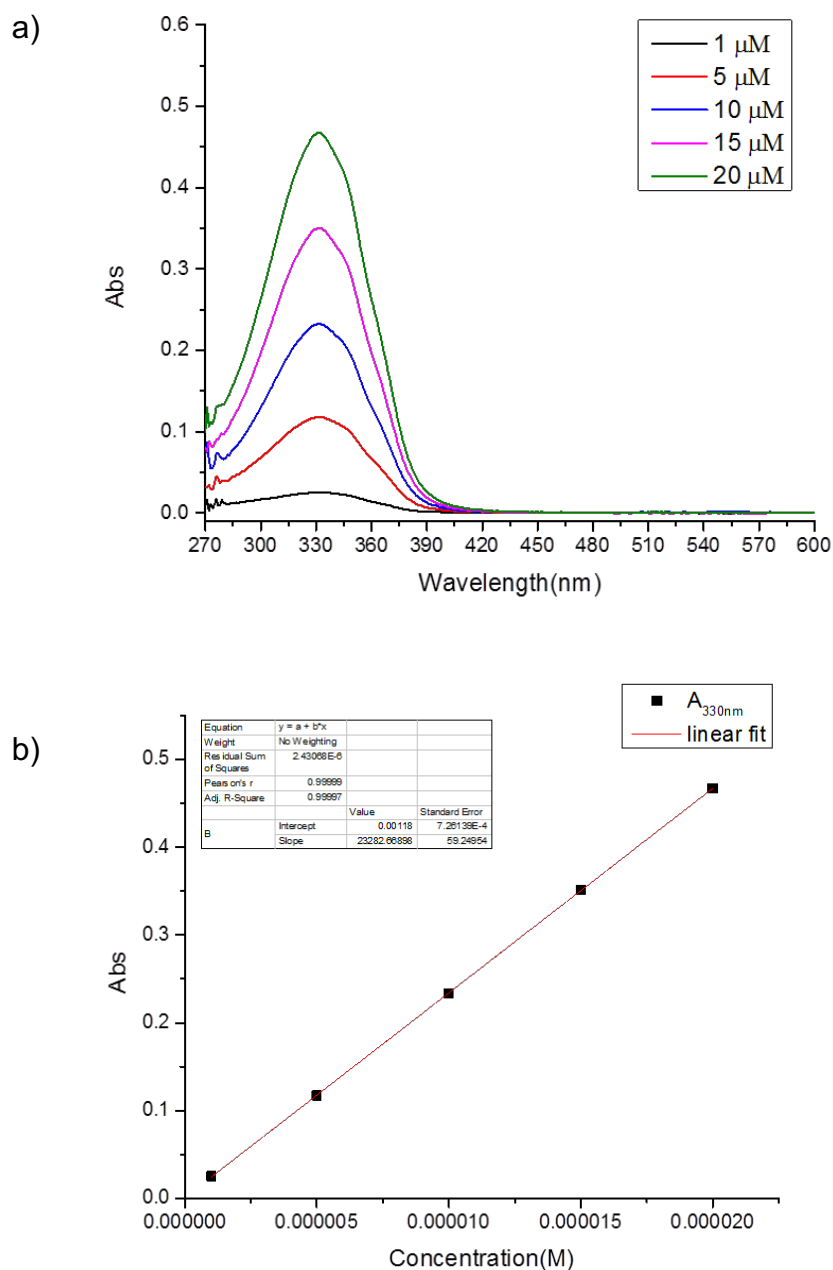 a)
0.6
0.5
0.4
0.3
0.2
0.1
0.0
Abs
1 μM
5 μM
10 μM
15 μM
20 μM
270 300 330 360 390 420 450 480 510 540 570 600
Wavelength(nm)
b)
A330nm
linear fit
Equation y = a + b*x
Weight No Weighting
Residual Sum of Squares 2.43068E-6
Pearson's r 0.99999
Adj. R-Square 0.99997
Value Standard Error
B Intercept 0.00118 7.26139E-4
Slope 23282.66898 59.24954
0.5
0.4
0.3
0.2
0.1
0.0
Abs
0.000000 0.000005 0.000010 0.000015 0.000020
Concentration(M)